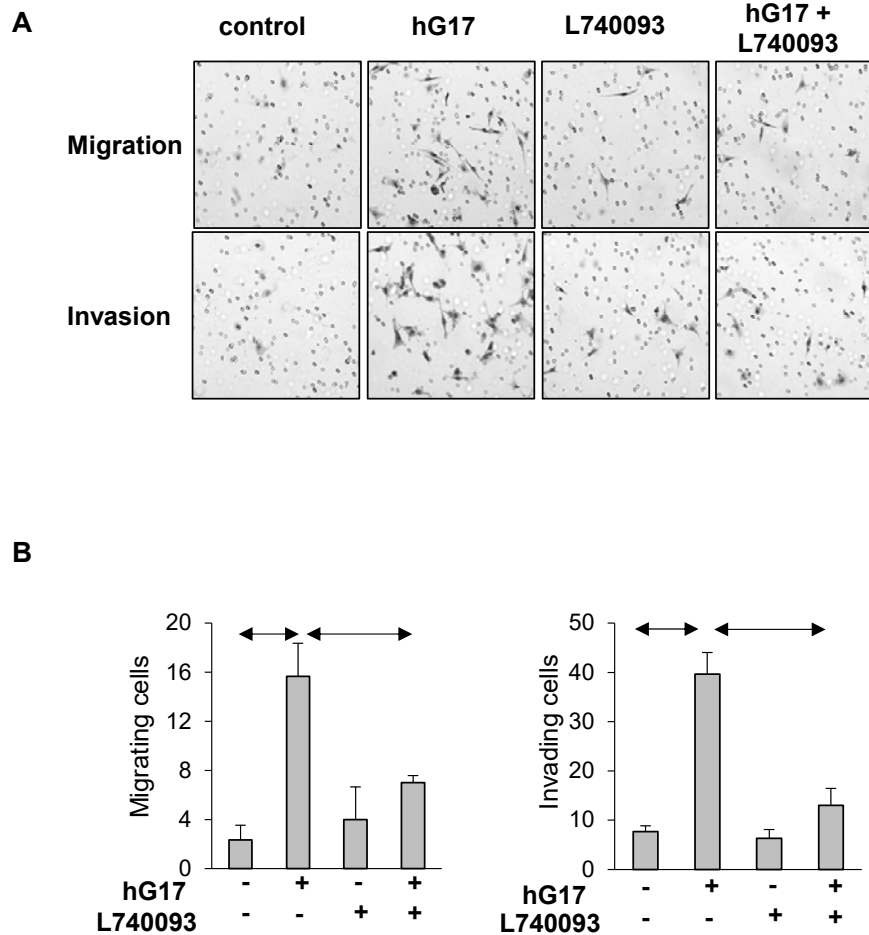 A
control hG17 L740093 hG17 +
L740093
Migration
Invasion
B
20
16
12
8
4
0
Migrating cells
hG17 - + - +
L740093 - - + +
50
40
30
20
10
0
Invading cells
hG17 - + - +
L740093 - - + +